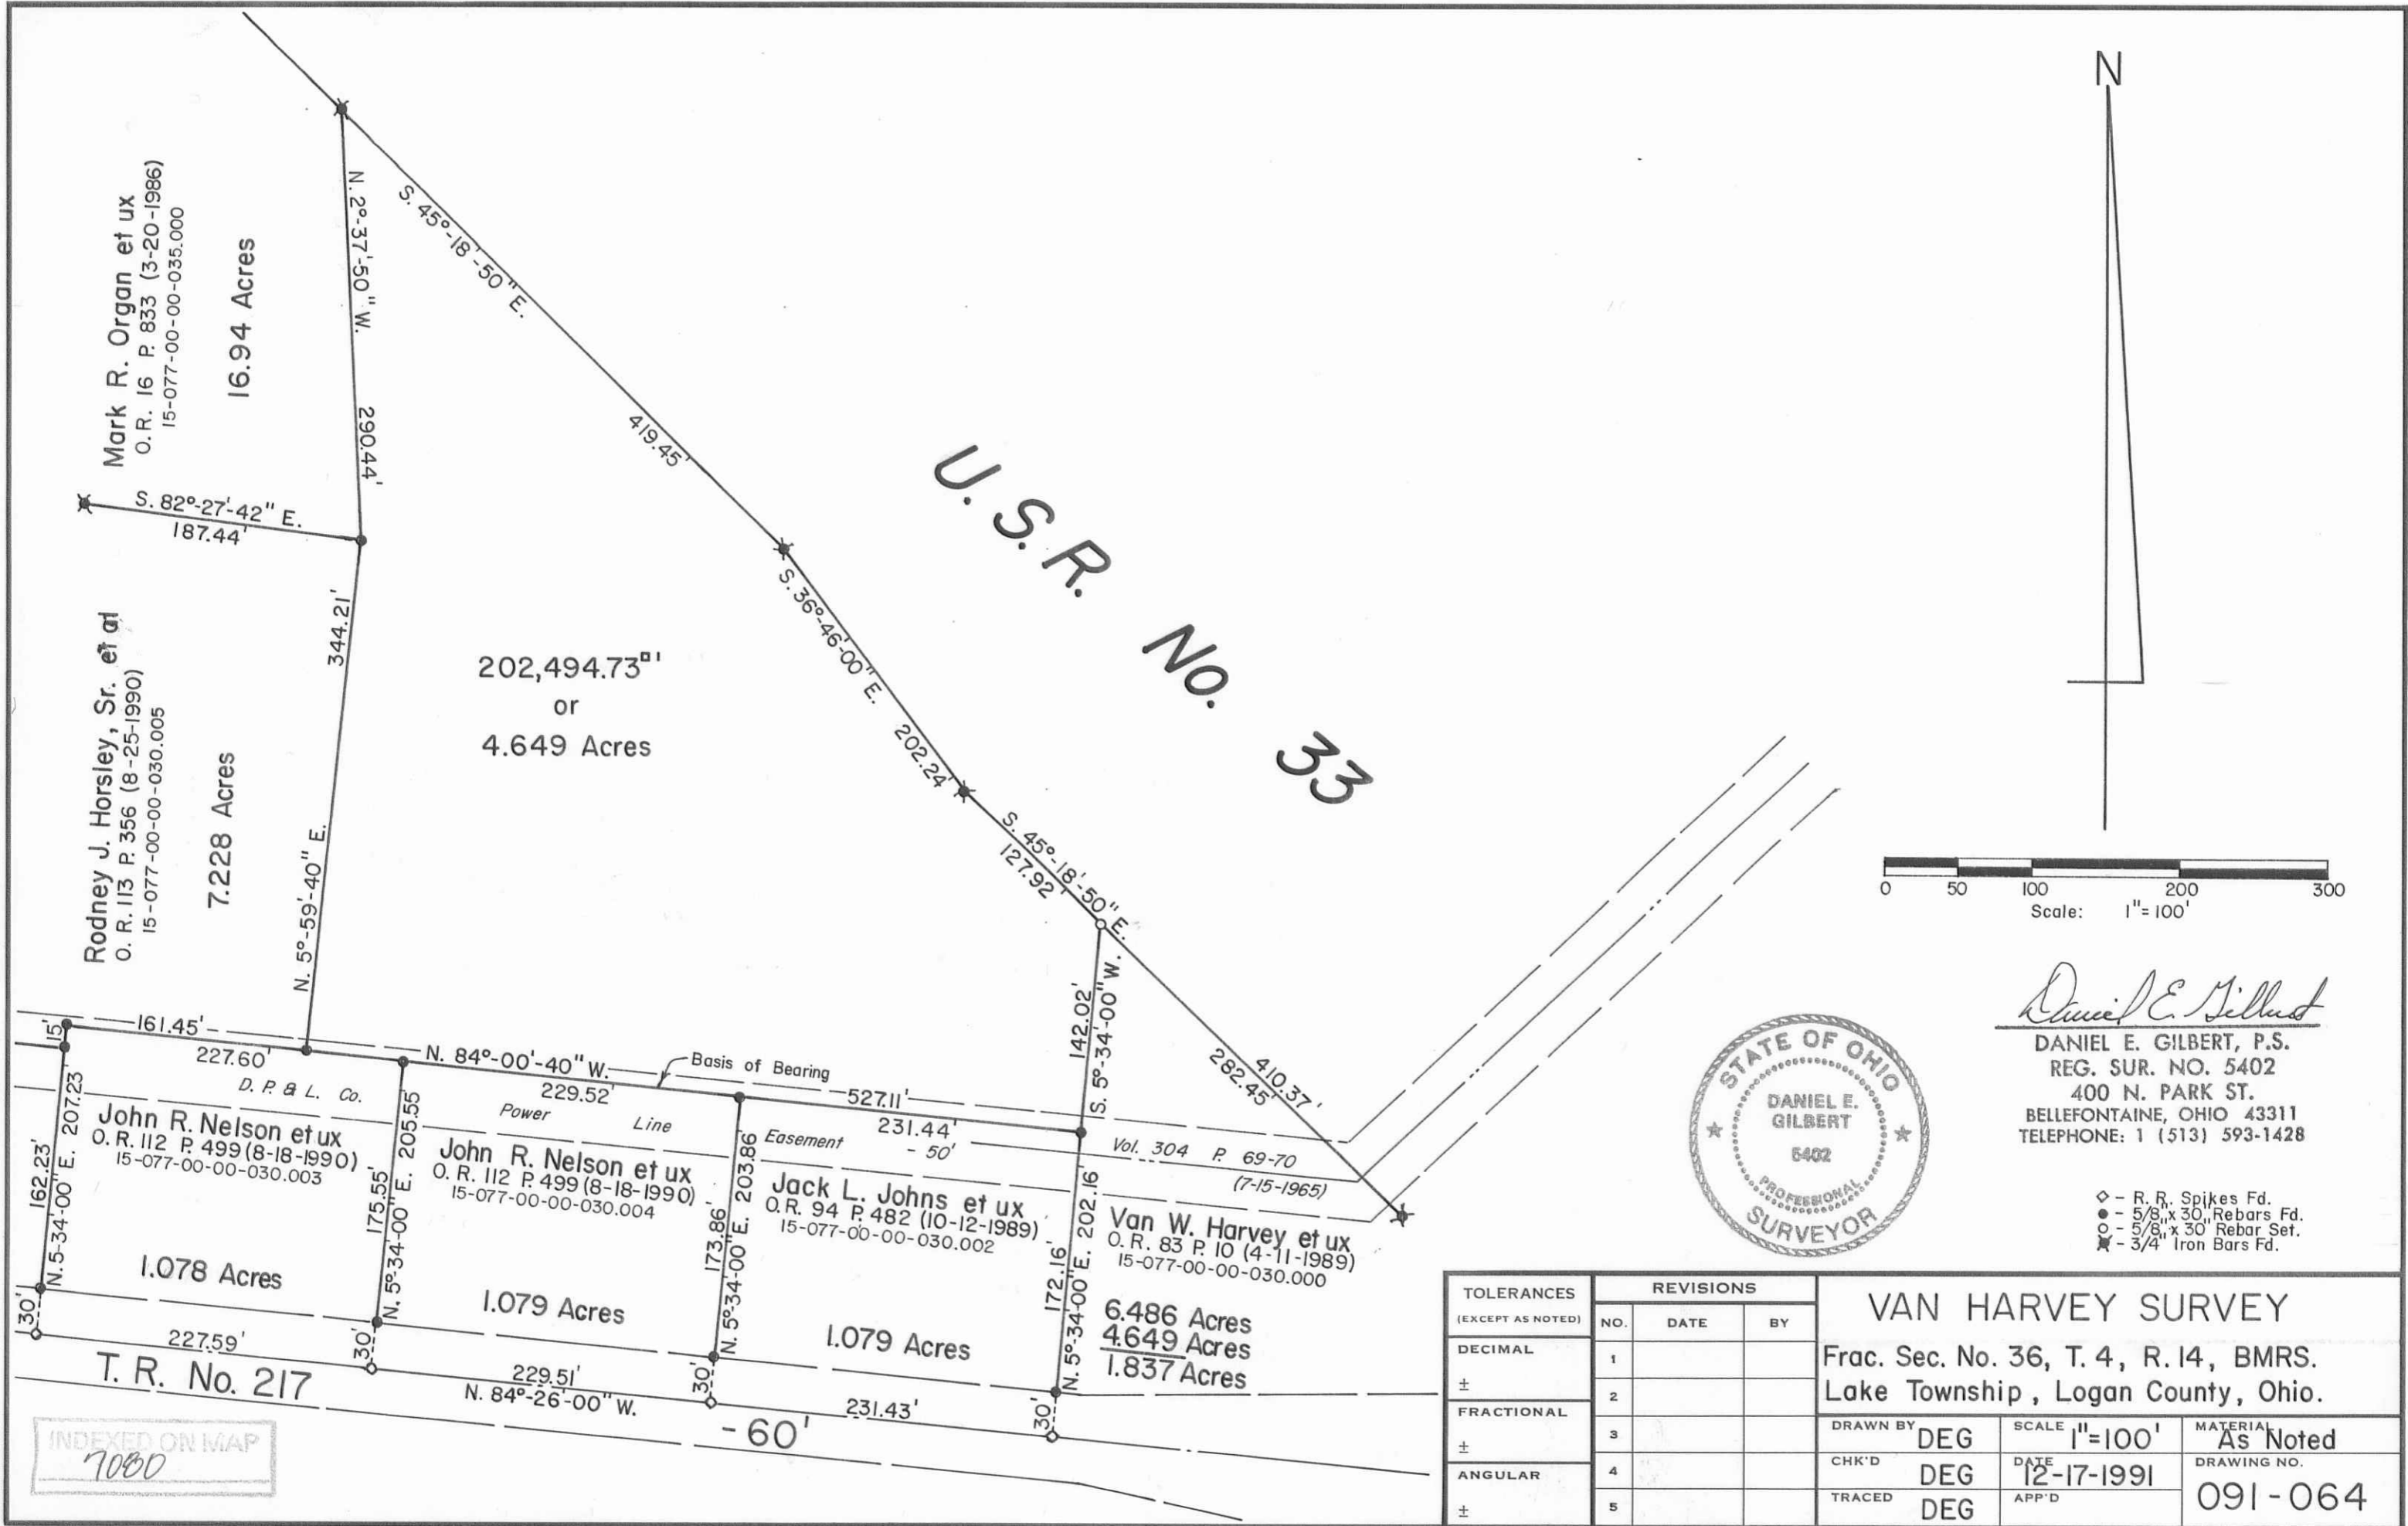 N
Mark R. Organ et ux
O.R. 16 P. 833 (3-20-1986)
15-077-00-00-035.000
16.94 Acres
N. 2°-37'-50" W.
290.44'
S. 45°-18'-50" E.
419.45'
S. 82°-27'-42" E.
187.44'
U.S.R. No. 33
Rodney J. Horsley, Sr. et al
O.R. 113 P. 356 (8-25-1990)
15-077-00-00-030.005
7.228 Acres
344.21'
N. 5°-59'-40" E.
202,494.73□'
or
4.649 Acres
S. 36°-46'-00" E.
202.24'
S. 45°-18'-50" E.
127.92'
142.02'
S. 5°-34'-00" W.
410.37'
282.45'
0 50 100 200 300
Scale: 1"=100'
15'
161.45'
227.60'
N. 84°-00'-40" W.
Basis of Bearing
229.52'
527.11'
231.44'
D. P. & L. Co.
Power Line Easement - 50'
Vol. 304 P. 69-70
(7-15-1965)
162.23'
N. 5-34'-00" E. 207.23'
John R. Nelson et ux
O.R. 112 P. 499 (8-18-1990)
15-077-00-00-030.003
1.078 Acres
175.55'
N. 5°-34'-00" E. 205.55
John R. Nelson et ux
O.R. 112 P. 499 (8-18-1990)
15-077-00-00-030.004
1.079 Acres
173.86'
N. 5°-34'-00" E. 203.86'
Jack L. Johns et ux
O.R. 94 P. 482 (10-12-1989)
15-077-00-00-030.002
1.079 Acres
172.16'
N. 5°-34'-00" E. 202.16'
Van W. Harvey et ux
O.R. 83 P. 10 (4-11-1989)
15-077-00-00-030.000
6.486 Acres
4.649 Acres
1.837 Acres
30'
227.59'
30'
229.51'
30'
231.43'
30'
N. 84°-26'-00" W.
T. R. No. 217
-60'
INDEXED ON MAP
7080
STATE OF OHIO
DANIEL E.
GILBERT
5402
PROFESSIONAL
SURVEYOR
Daniel E. Gilbert
DANIEL E. GILBERT, P.S.
REG. SUR. NO. 5402
400 N. PARK ST.
BELLEFONTAINE, OHIO 43311
TELEPHONE: 1 (513) 593-1428
◇ - R. R. Spikes Fd.
● - 5/8" x 30" Rebars Fd.
○ - 5/8" x 30" Rebar Set.
- 3/4" Iron Bars Fd.
TOLERANCES
(EXCEPT AS NOTED)
DECIMAL
±
FRACTIONAL
±
ANGULAR
±
REVISIONS
NO. DATE BY
1
2
3
4
5
VAN HARVEY SURVEY
Frac. Sec. No. 36, T. 4, R. 14, BMRS.
Lake Township, Logan County, Ohio.
DRAWN BY DEG
SCALE 1"=100'
MATERIAL As Noted
CHK'D DEG
DATE 12-17-1991
DRAWING NO.
091-064
TRACED DEG
APP'D